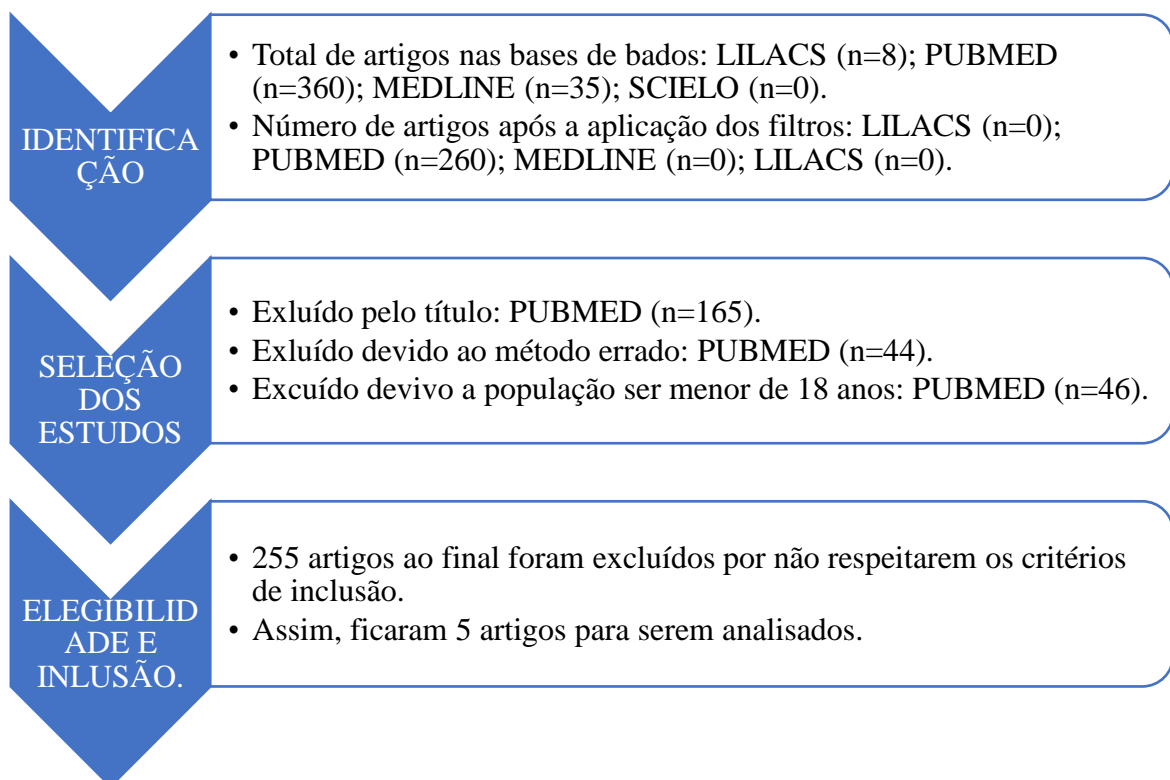 IDENTIFICA
ÇÃO
• Total de artigos nas bases de bados: LILACS (n=8); PUBMED
(n=360); MEDLINE (n=35); SCIELO (n=0).
• Número de artigos após a aplicação dos filtros: LILACS (n=0);
PUBMED (n=260); MEDLINE (n=0); LILACS (n=0).
SELEÇÃO
DOS
ESTUDOS
• Exluído pelo título: PUBMED (n=165).
• Exluído devido ao método errado: PUBMED (n=44).
• Excuído devivo a população ser menor de 18 anos: PUBMED (n=46).
ELEGIBILID
ADE E
INLUSÃO.
• 255 artigos ao final foram excluídos por não respeitarem os critérios
de inclusão.
• Assim, ficaram 5 artigos para serem analisados.